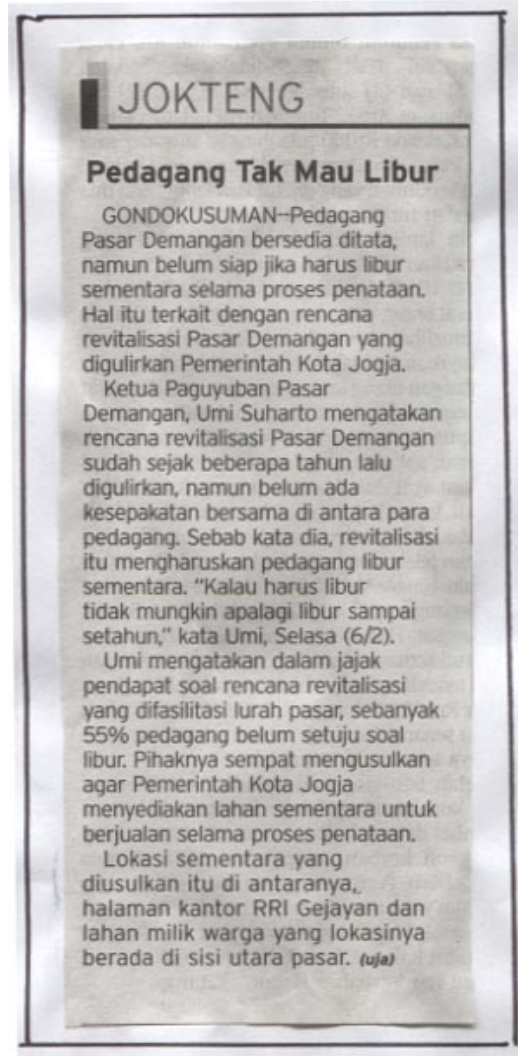 JOKTENG
Pedagang Tak Mau Libur
GONDOKUSUMAN--Pedagang
Pasar Demangan bersedia ditata,
namun belum siap jika harus libur
sementara selama proses penataan.
Hal itu terkait dengan rencana
revitalisasi Pasar Demangan yang
digulirkan Pemerintah Kota Jogja.
Ketua Paguyuban Pasar
Demangan, Umi Suharto mengatakan
rencana revitalisasi Pasar Demangan
sudah sejak beberapa tahun lalu
digulirkan, namun belum ada
kesepakatan bersama di antara para
pedagang. Sebab kata dia, revitalisasi
itu mengharuskan pedagang libur
sementara. “Kalau harus libur
tidak mungkin apalagi libur sampai
setahun,” kata Umi, Selasa (6/2).
Umi mengatakan dalam jajak
pendapat soal rencana revitalisasi
yang difasilitasi lurah pasar, sebanyak
55% pedagang belum setuju soal
libur. Pihaknya sempat mengusulkan
agar Pemerintah Kota Jogja
menyediakan lahan sementara untuk
berjualan selama proses penataan.
Lokasi sementara yang
diusulkan itu di antaranya,
halaman kantor RRI Gejayan dan
lahan milik warga yang lokasinya
berada di sisi utara pasar. (uja)